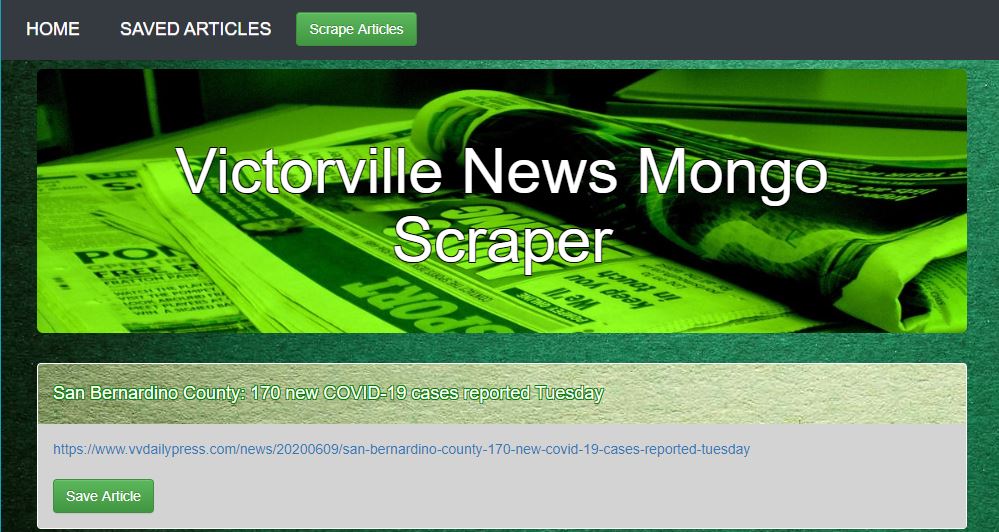 HOME SAVED ARTICLES Scrape Articles
Victorville News Mongo
Scraper
San Bernardino County: 170 new COVID-19 cases reported Tuesday
https://www.vvdailypress.com/news/20200609/san-bernardino-county-170-new-covid-19-cases-reported-tuesday
Save Article